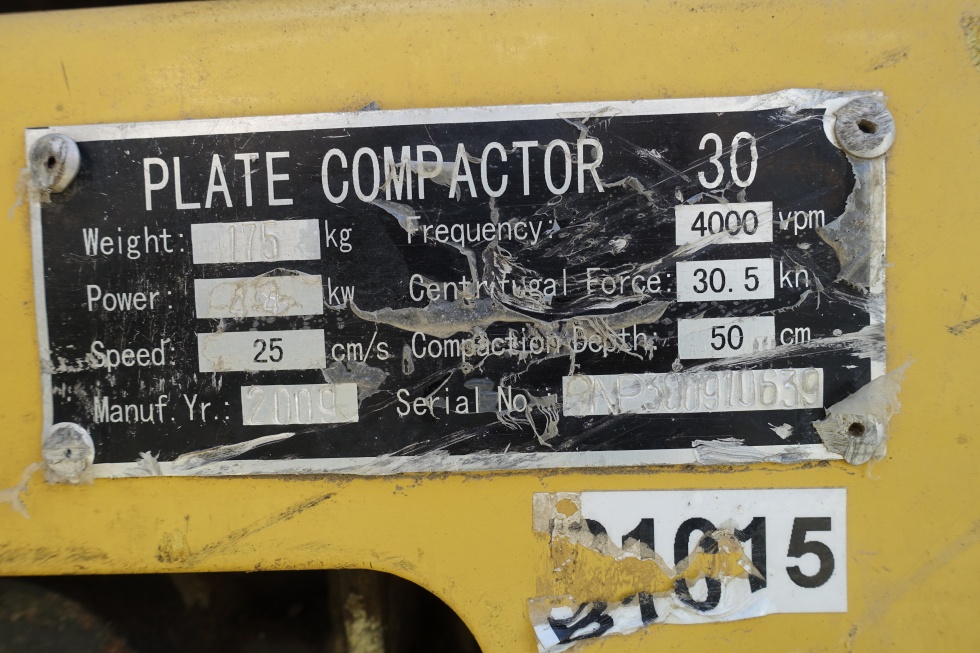 PLATE COMPACTOR 30
Weight: 175 kg Frequency: 4000 vpm
Power: kw Centrifugal Force: 30.5 kn
Speed: 25 cm/s Compaction Depth: 50 cm
Manuf.Yr.: 2009 Serial No